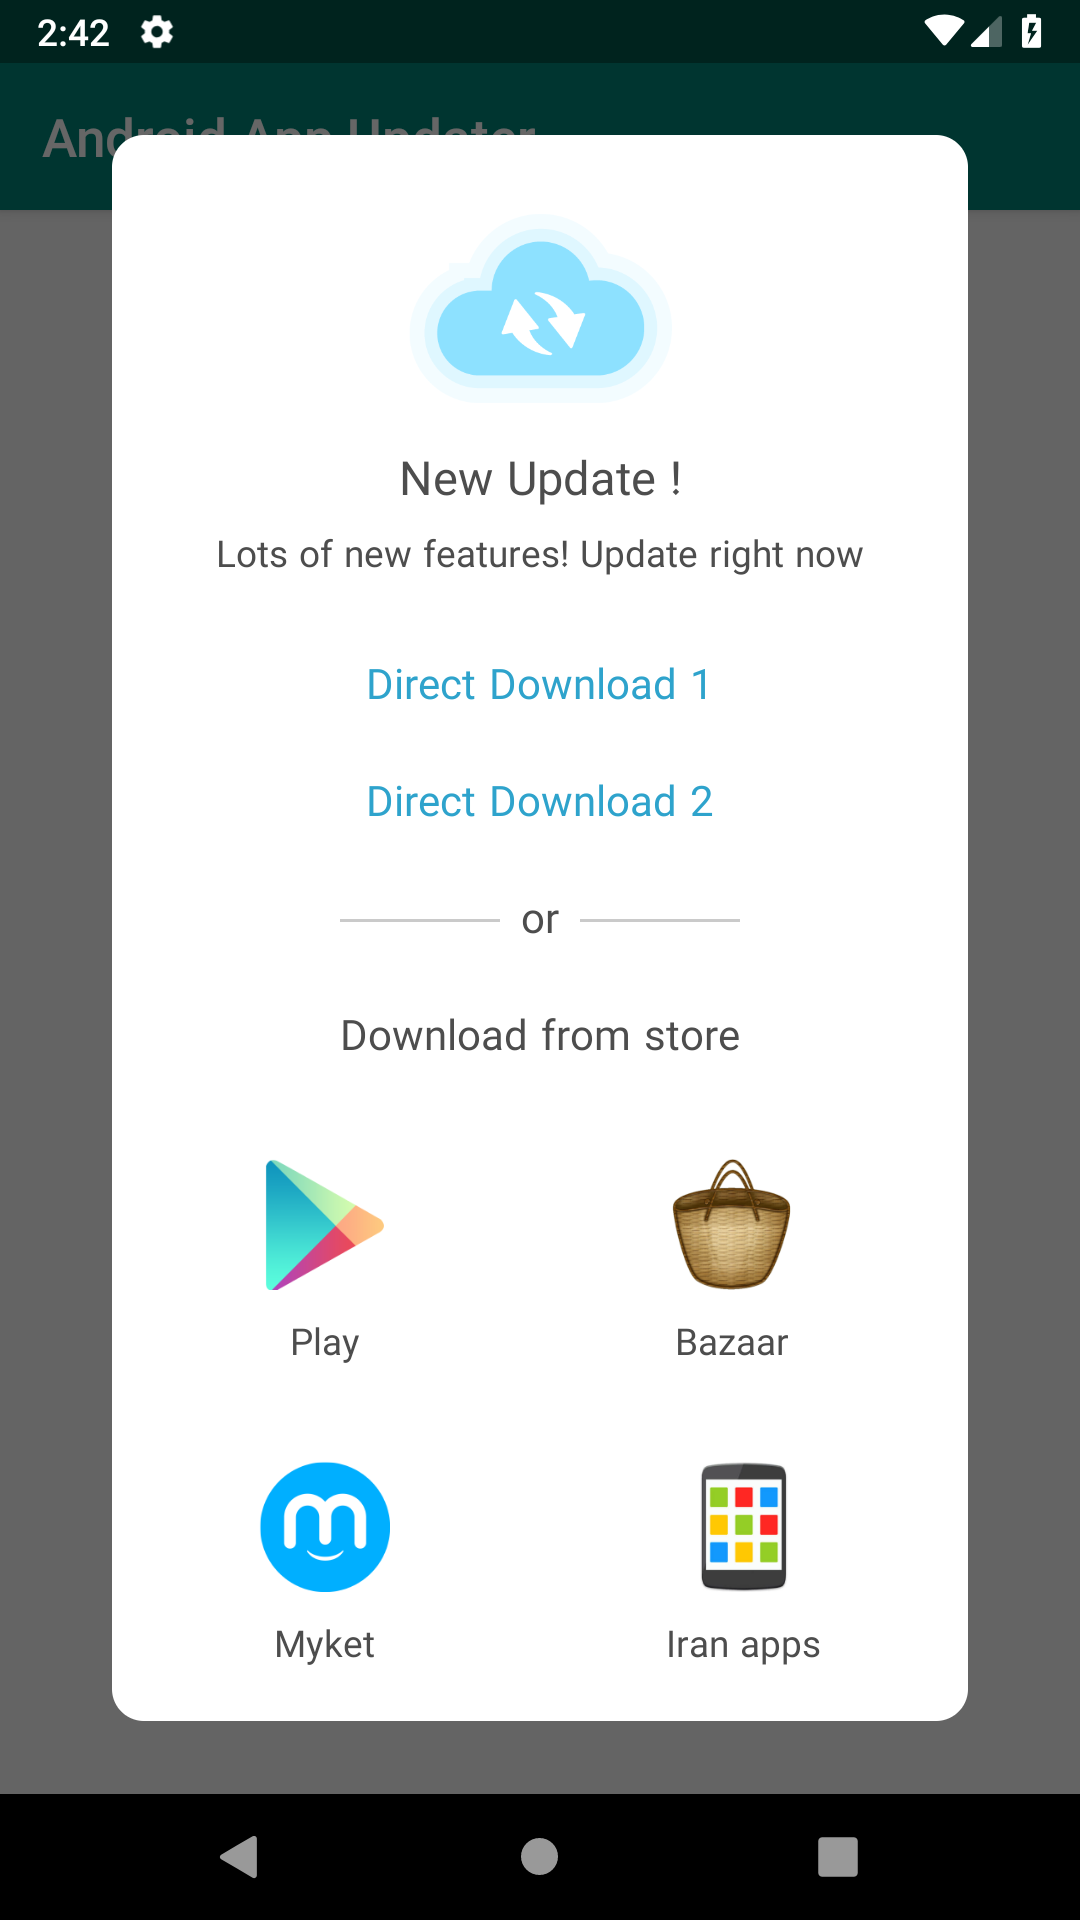 2:42
Android App Updater
New Update !
Lots of new features! Update right now
Direct Download 1
Direct Download 2
or
Download from store
Play
Bazaar
Myket
Iran apps